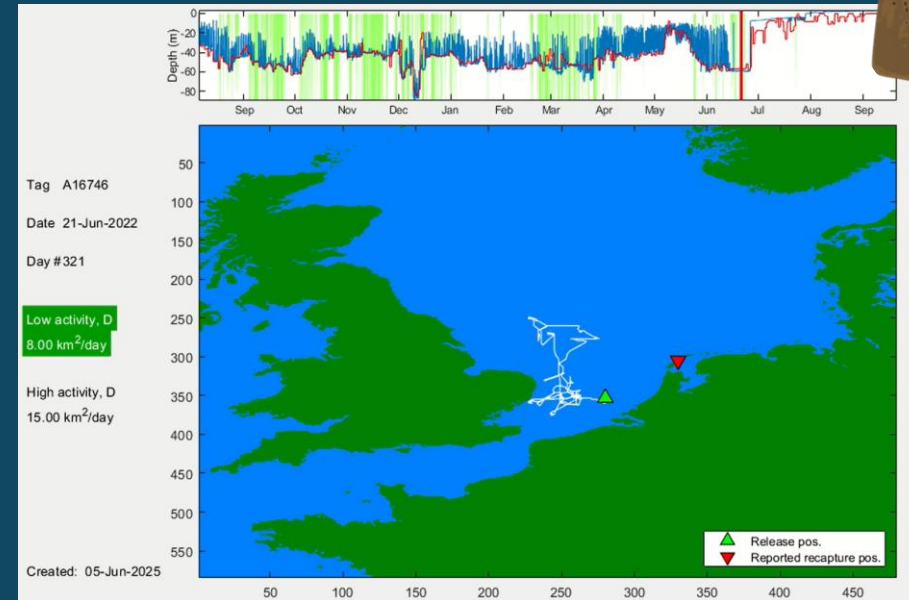 0
-20
-40
-60
-80
Depth (m)
Sep Oct Nov Dec Jan Feb Mar Apr May Jun Jul Aug Sep
Tag A16746
Date 21-Jun-2022
Day # 321
Low activity, D
8.00 km²/day
High activity, D
15.00 km²/day
Created: 05-Jun-2025
50
100
150
200
250
300
350
400
450
500
550
50 100 150 200 250 300 350 400 450
Release pos.
Reported recapture pos.